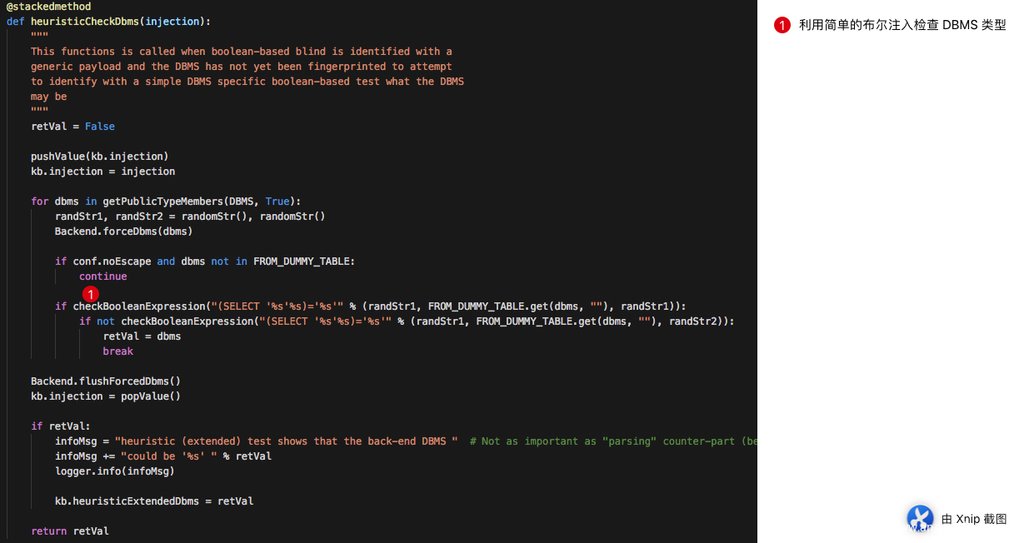 @stackedmethod
def heuristicCheckDbms(injection):
    """
    This functions is called when boolean-based blind is identified with a
    generic payload and the DBMS has not yet been fingerprinted to attempt
    to identify with a simple DBMS specific boolean-based test what the DBMS
    may be
    """
    retVal = False

    pushValue(kb.injection)
    kb.injection = injection

    for dbms in getPublicTypeMembers(DBMS, True):
        randStr1, randStr2 = randomStr(), randomStr()
        Backend.forceDbms(dbms)

        if conf.noEscape and dbms not in FROM_DUMMY_TABLE:
            continue
        1
        if checkBooleanExpression("(SELECT '%s'%s)='%s'" % (randStr1, FROM_DUMMY_TABLE.get(dbms, ""), randStr1)):
            if not checkBooleanExpression("(SELECT '%s'%s)='%s'" % (randStr1, FROM_DUMMY_TABLE.get(dbms, ""), randStr2)):
                retVal = dbms
                break

    Backend.flushForcedDbms()
    kb.injection = popValue()

    if retVal:
        infoMsg = "heuristic (extended) test shows that the back-end DBMS "  # Not as important as "parsing" counter-part (be
        infoMsg += "could be '%s' " % retVal
        logger.info(infoMsg)

        kb.heuristicExtendedDbms = retVal

    return retVal
1 利用简单的布尔注入检查 DBMS 类型
由 Xnip 截图